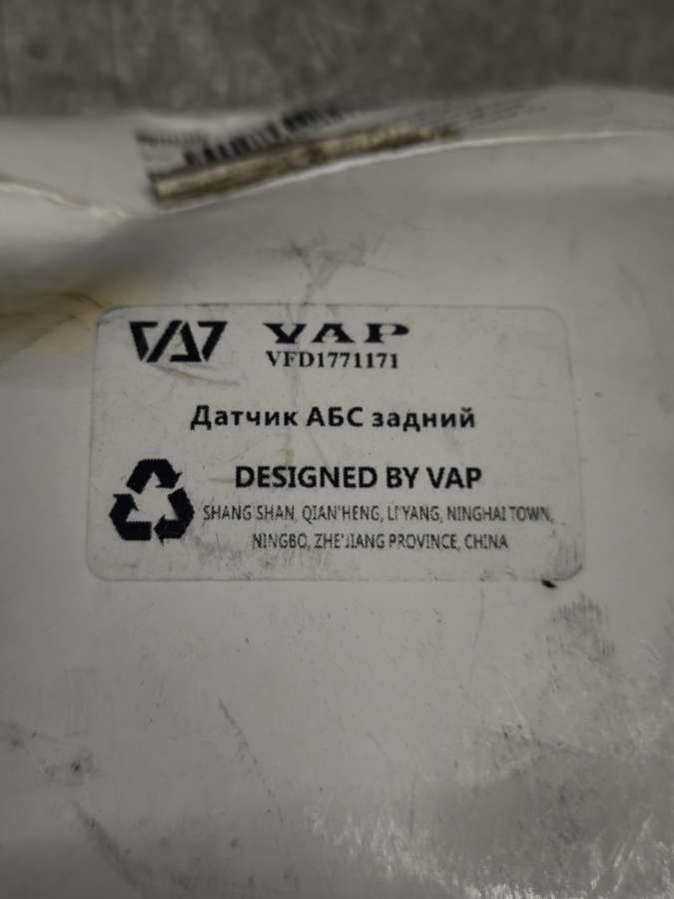 VAP
VFD1771171
Датчик АБС задний
DESIGNED BY VAP
SHANG SHAN, QIAN'HENG, LI'YANG, NINGHAI TOWN,
NINGBO, ZHE'JIANG PROVINCE, CHINA